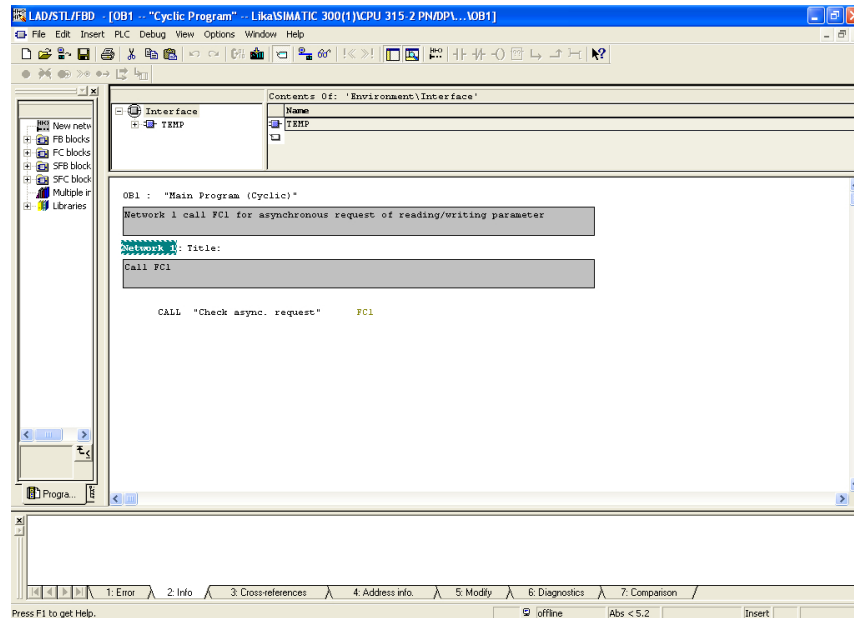 LAD/STL/FBD - [OB1 -- "Cyclic Program" -- Lika\SIMATIC 300(1)\CPU 315-2 PN/DP\...\OB1]
File Edit Insert PLC Debug View Options Window Help
Contents Of: 'Environment\Interface'
Interface
TEMP
Name
TEMP
New netw
FB blocks
FC blocks
SFB block
SFC block
Multiple in
Libraries
OB1 : "Main Program (Cyclic)"
Network 1 call FC1 for asynchronous request of reading/writing parameter
Network 1: Title:
Call FC1
CALL "Check async. request" FC1
Progra...
1: Error 2: Info 3: Cross-references 4: Address info. 5: Modify 6: Diagnostics 7: Comparison
Press F1 to get Help. offline Abs < 5.2 Insert